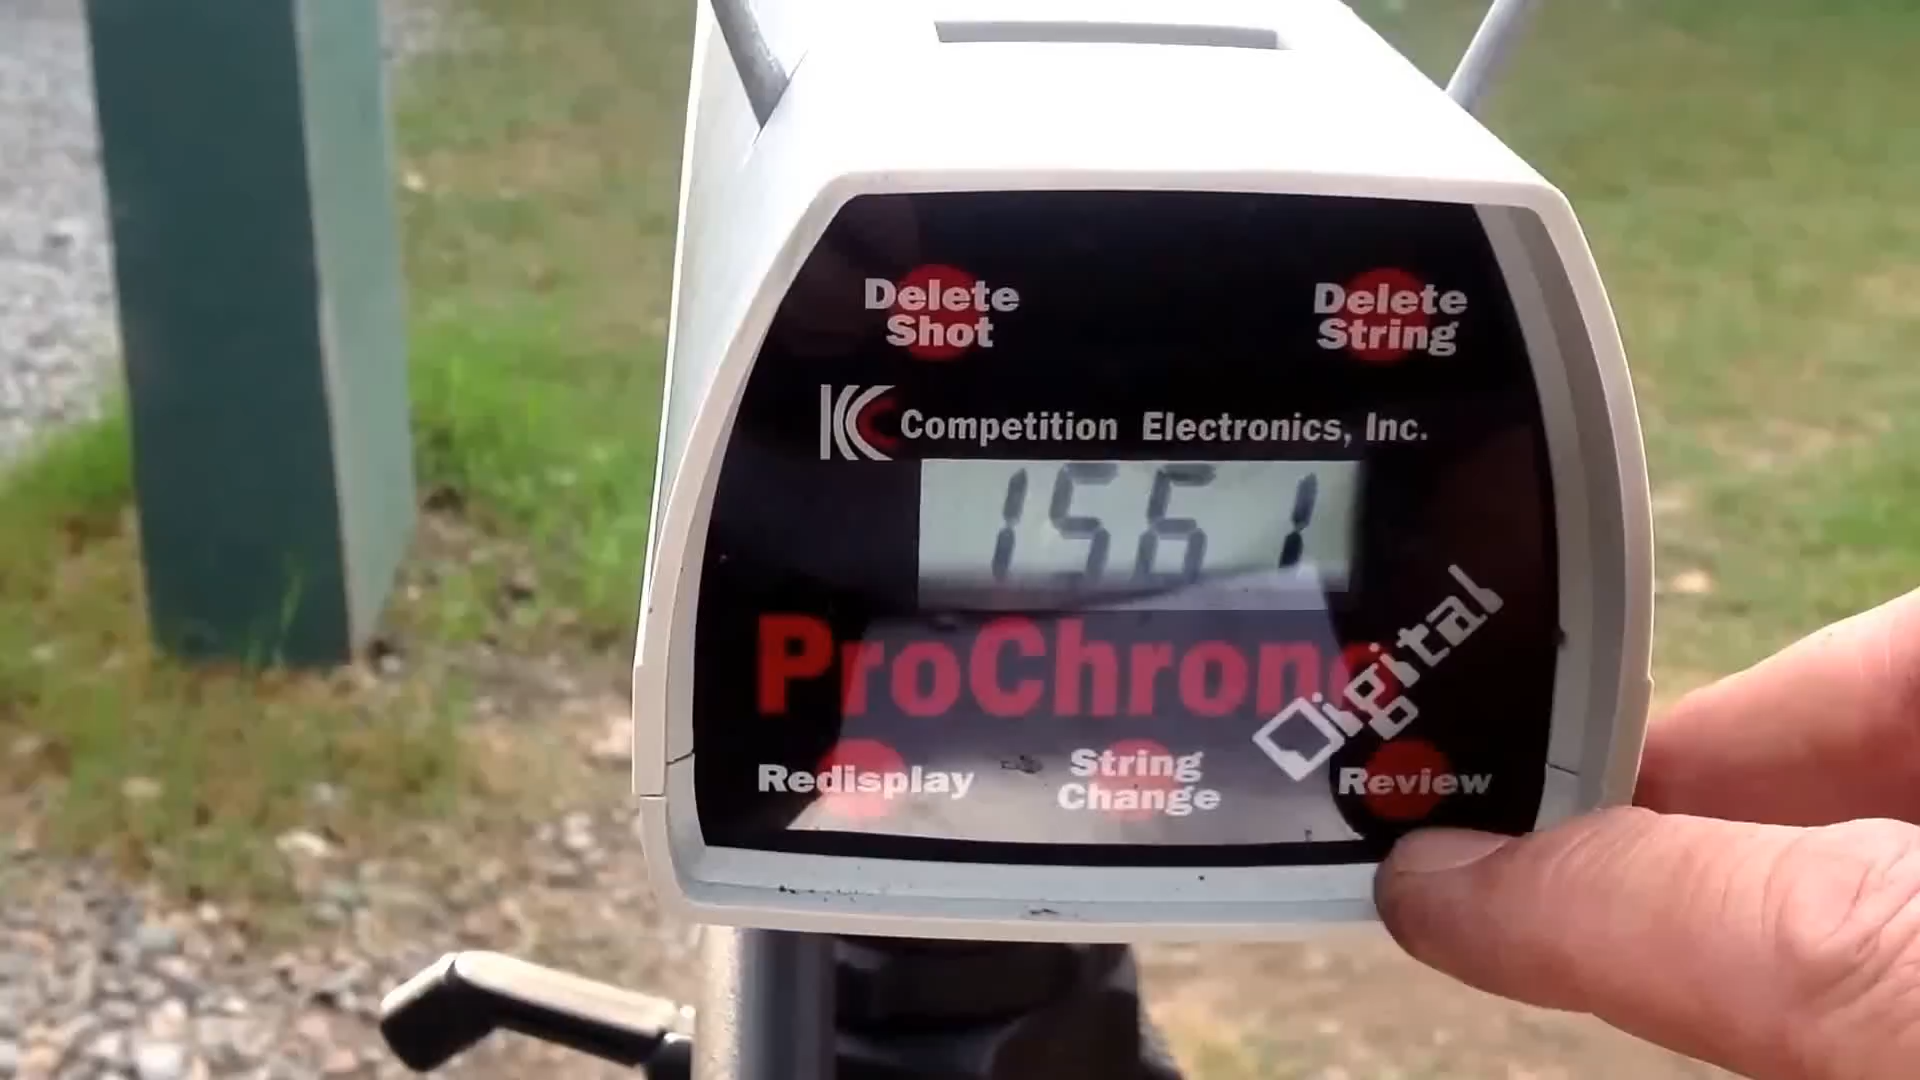 Delete
Shot
Delete
String
Competition Electronics, Inc.
1561
ProChrono
Digital
Redisplay
String
Change
Review